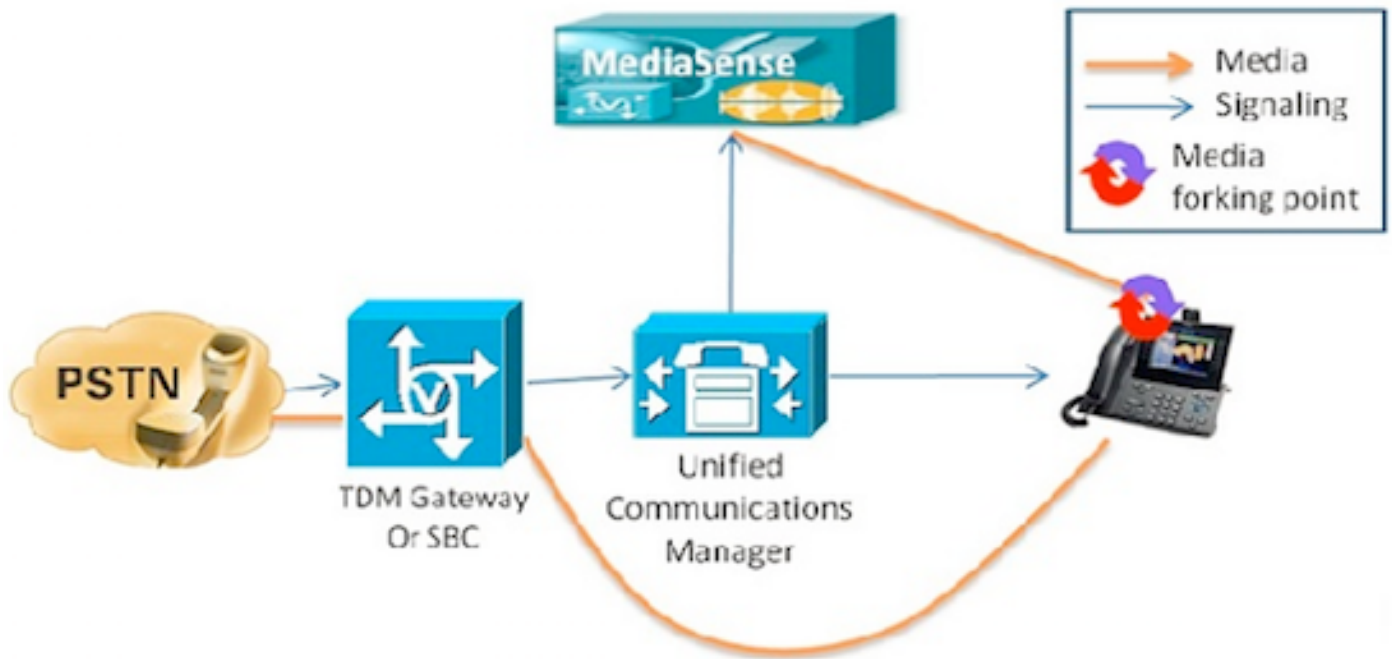 MediaSense
Media
Signaling
Media
forking point
PSTN
V
TDM Gateway
Or SBC
Unified
Communications
Manager
S